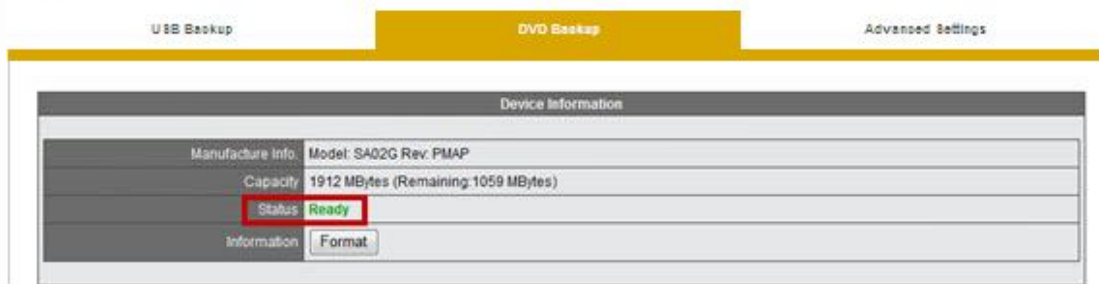 USB Backup DVD Backup Advanced Settings
Device Information
Manufacture Info. Model: SA02G Rev: PMAP
Capacity 1912 MBytes (Remaining:1059 MBytes)
Status Ready
Information Format